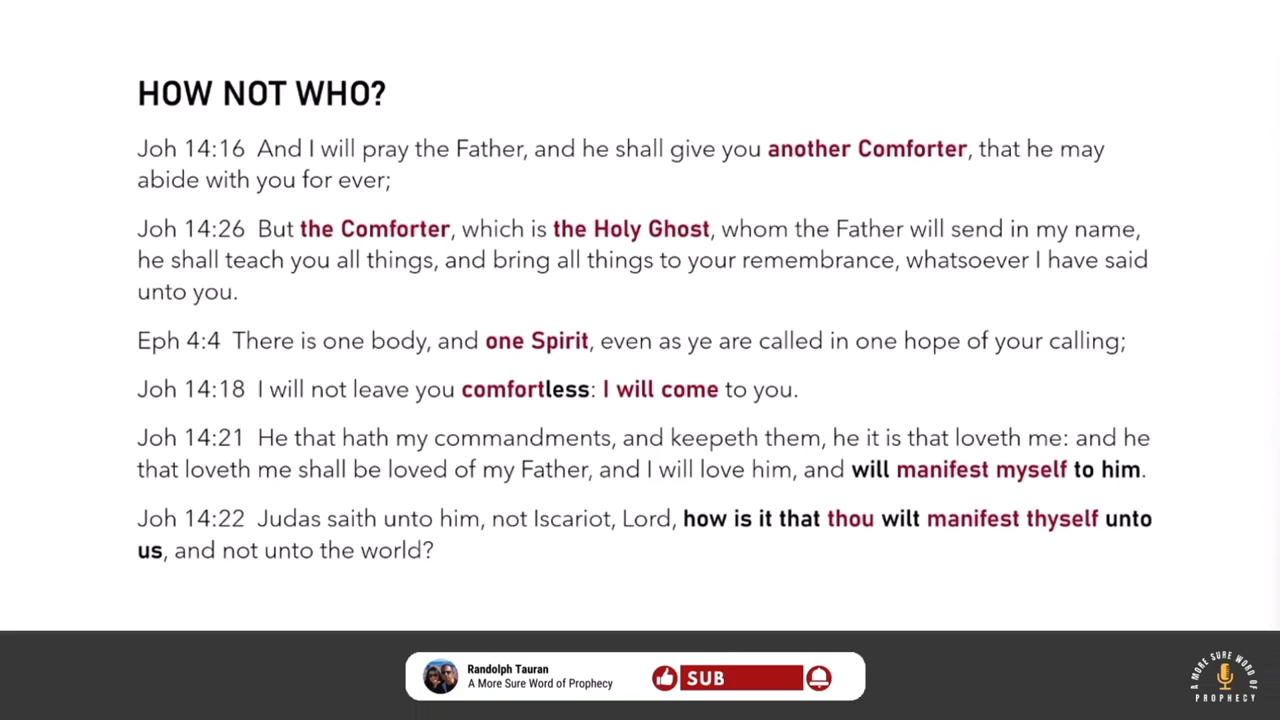 HOW NOT WHO?
Joh 14:16 And I will pray the Father, and he shall give you another Comforter, that he may
abide with you for ever;
Joh 14:26 But the Comforter, which is the Holy Ghost, whom the Father will send in my name,
he shall teach you all things, and bring all things to your remembrance, whatsoever I have said
unto you.
Eph 4:4 There is one body, and one Spirit, even as ye are called in one hope of your calling;
Joh 14:18 I will not leave you comfortless: I will come to you.
Joh 14:21 He that hath my commandments, and keepeth them, he it is that loveth me: and he
that loveth me shall be loved of my Father, and I will love him, and will manifest myself to him.
Joh 14:22 Judas saith unto him, not Iscariot, Lord, how is it that thou wilt manifest thyself unto
us, and not unto the world?
Randolph Tauran
A More Sure Word of Prophecy
SUB
A MORE SURE WORD OF
PROPHECY